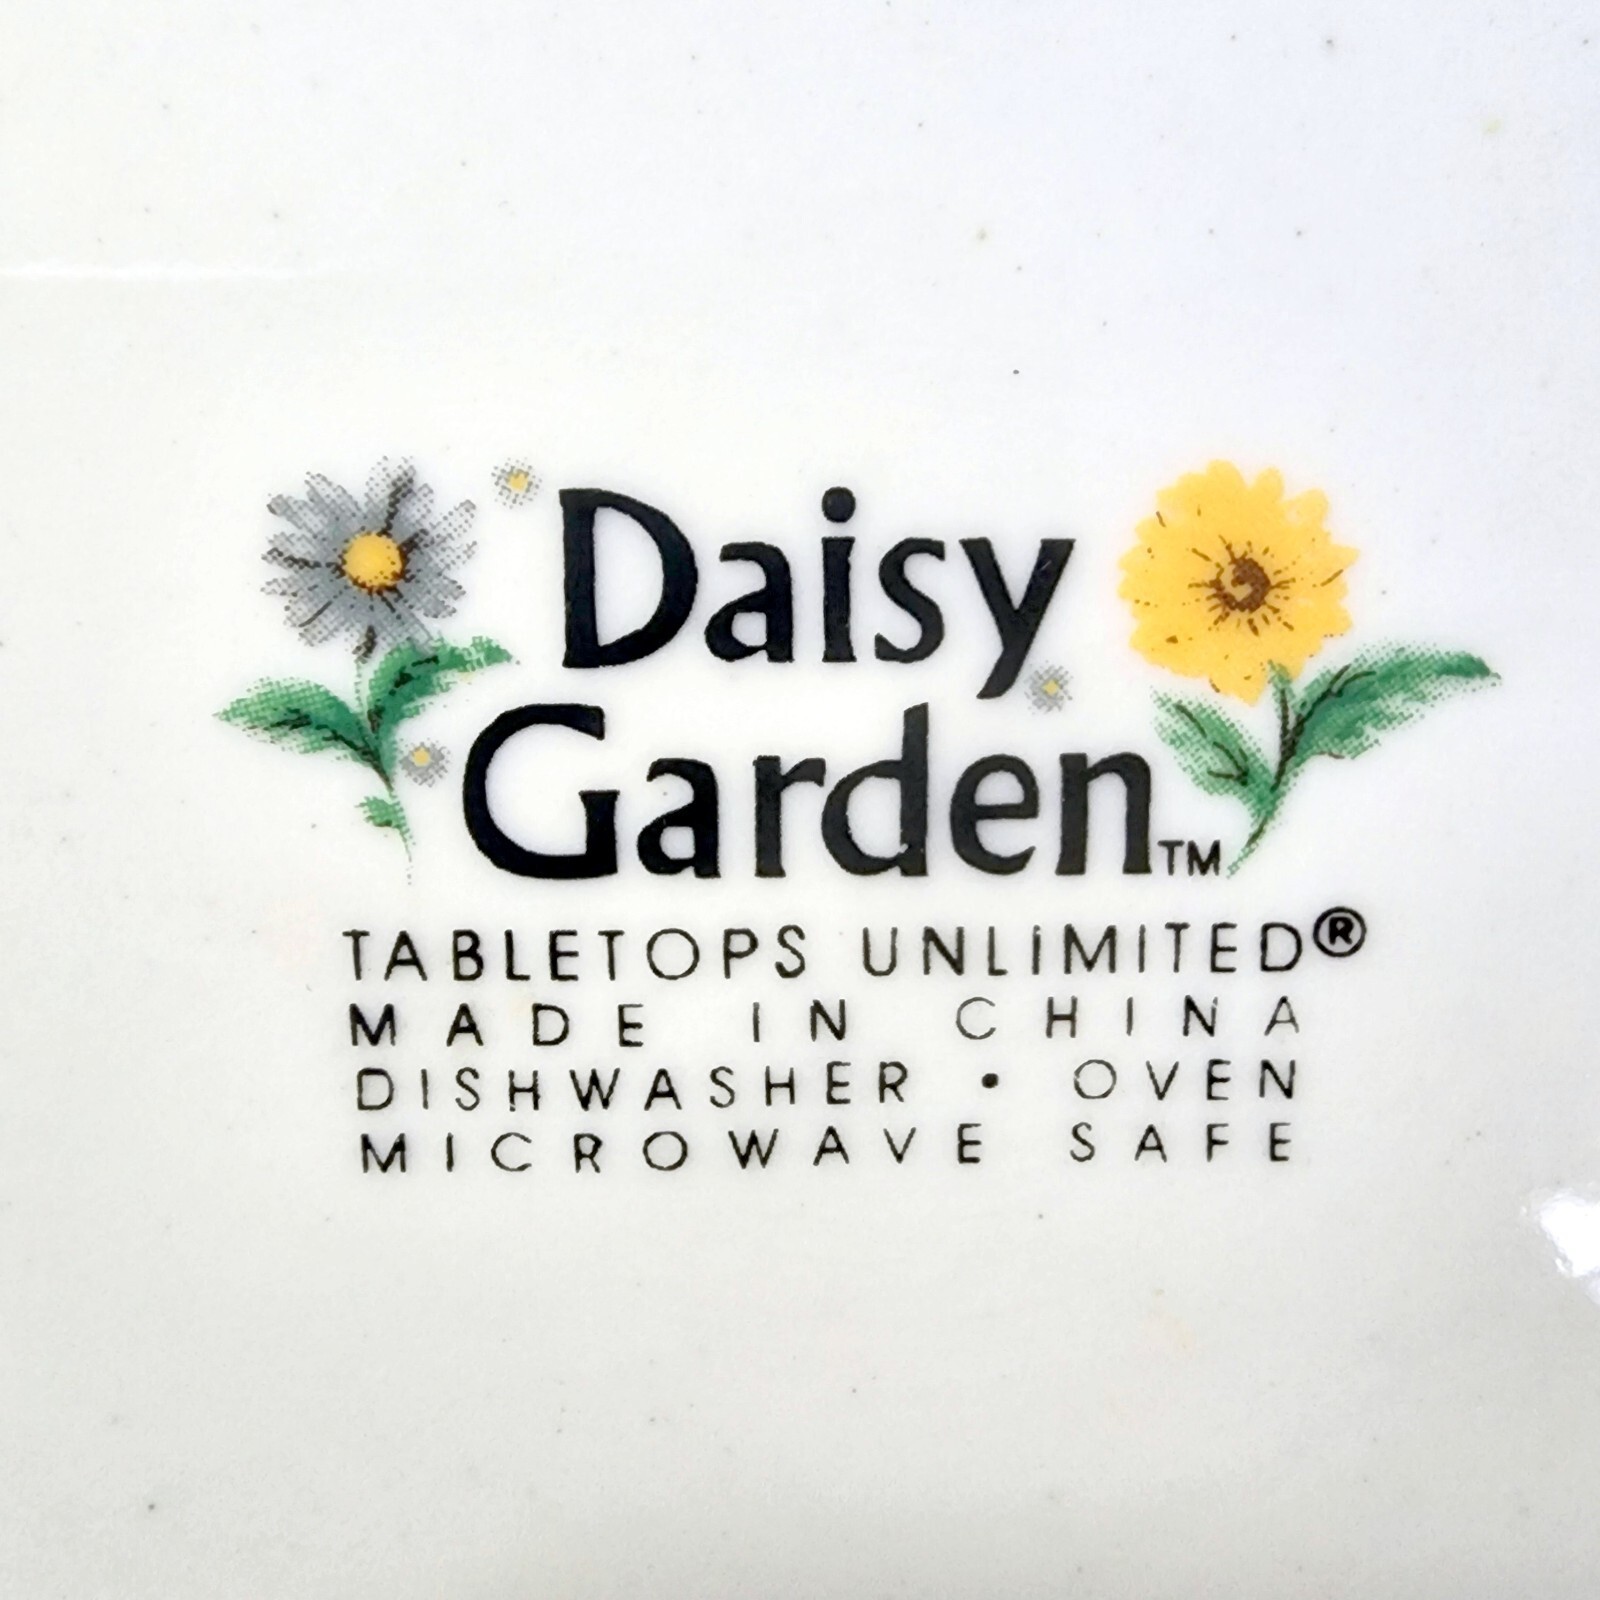 Daisy
Garden™
TABLETOPS UNLIMITED®
MADE IN CHINA
DISHWASHER • OVEN
MICROWAVE SAFE